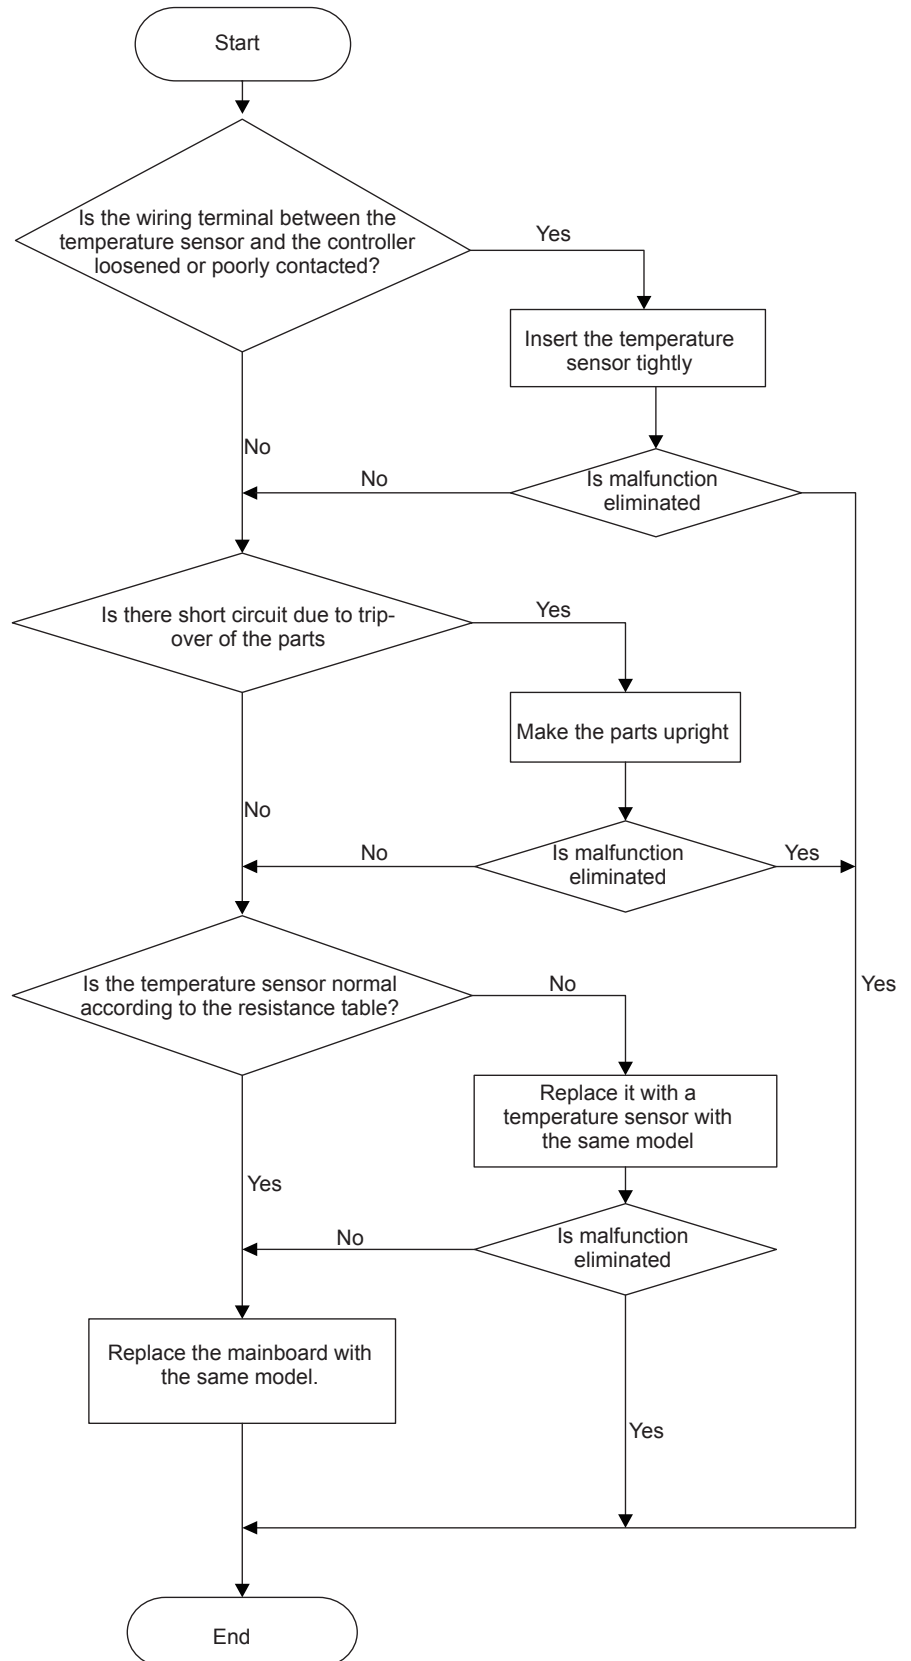 Start
Is the wiring terminal between the
temperature sensor and the controller
loosened or poorly contacted?
Yes
Insert the temperature
sensor tightly
No
No
Is malfunction
eliminated
Is there short circuit due to trip-
over of the parts
Yes
Make the parts upright
No
No
Is malfunction
eliminated
Yes
Is the temperature sensor normal
according to the resistance table?
No
Yes
Replace it with a
temperature sensor with
the same model
Yes
No
Is malfunction
eliminated
Replace the mainboard with
the same model.
Yes
End